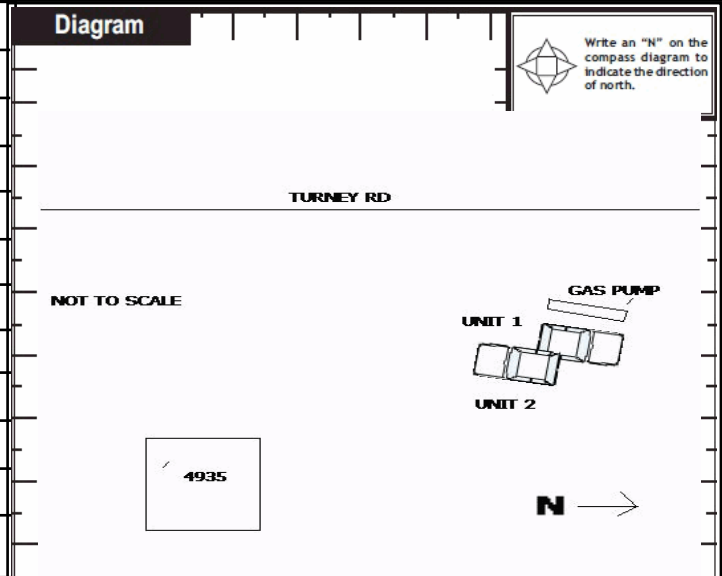 Diagram
Write an “N” on the
compass diagram to
indicate the direction
of north.
TURNEY RD
NOT TO SCALE
GAS PUMP
UNIT 1
UNIT 2
4935
N